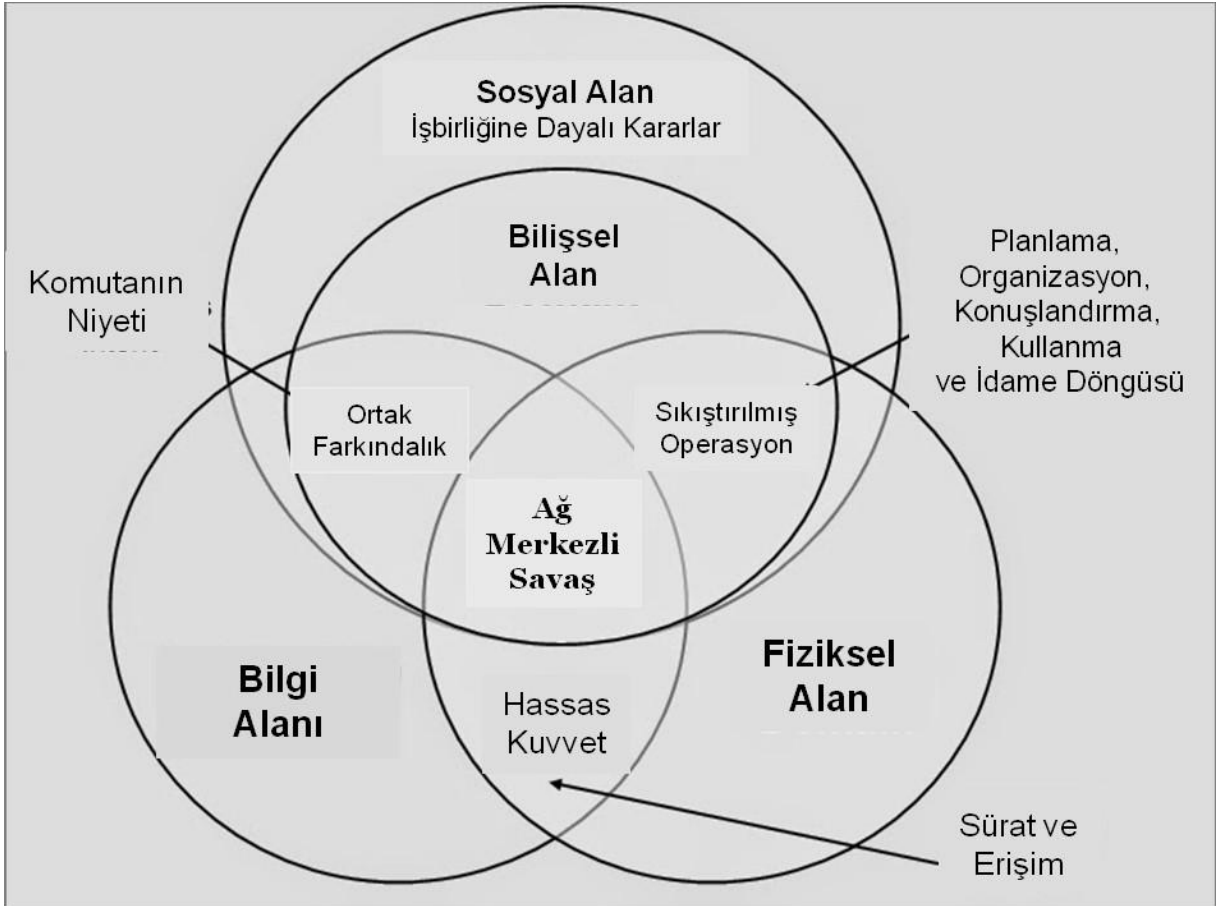 Sosyal Alan
İşbirliğine Dayalı Kararlar
Bilişsel
Alan
Komutanın
Niyeti
Planlama,
Organizasyon,
Konuşlandırma,
Kullanma
ve İdame Döngüsü
Ortak
Farkındalık
Sıkıştırılmış
Operasyon
Ağ
Merkezli
Savaş
Bilgi
Alanı
Fiziksel
Alan
Hassas
Kuvvet
Sürat ve
Erişim